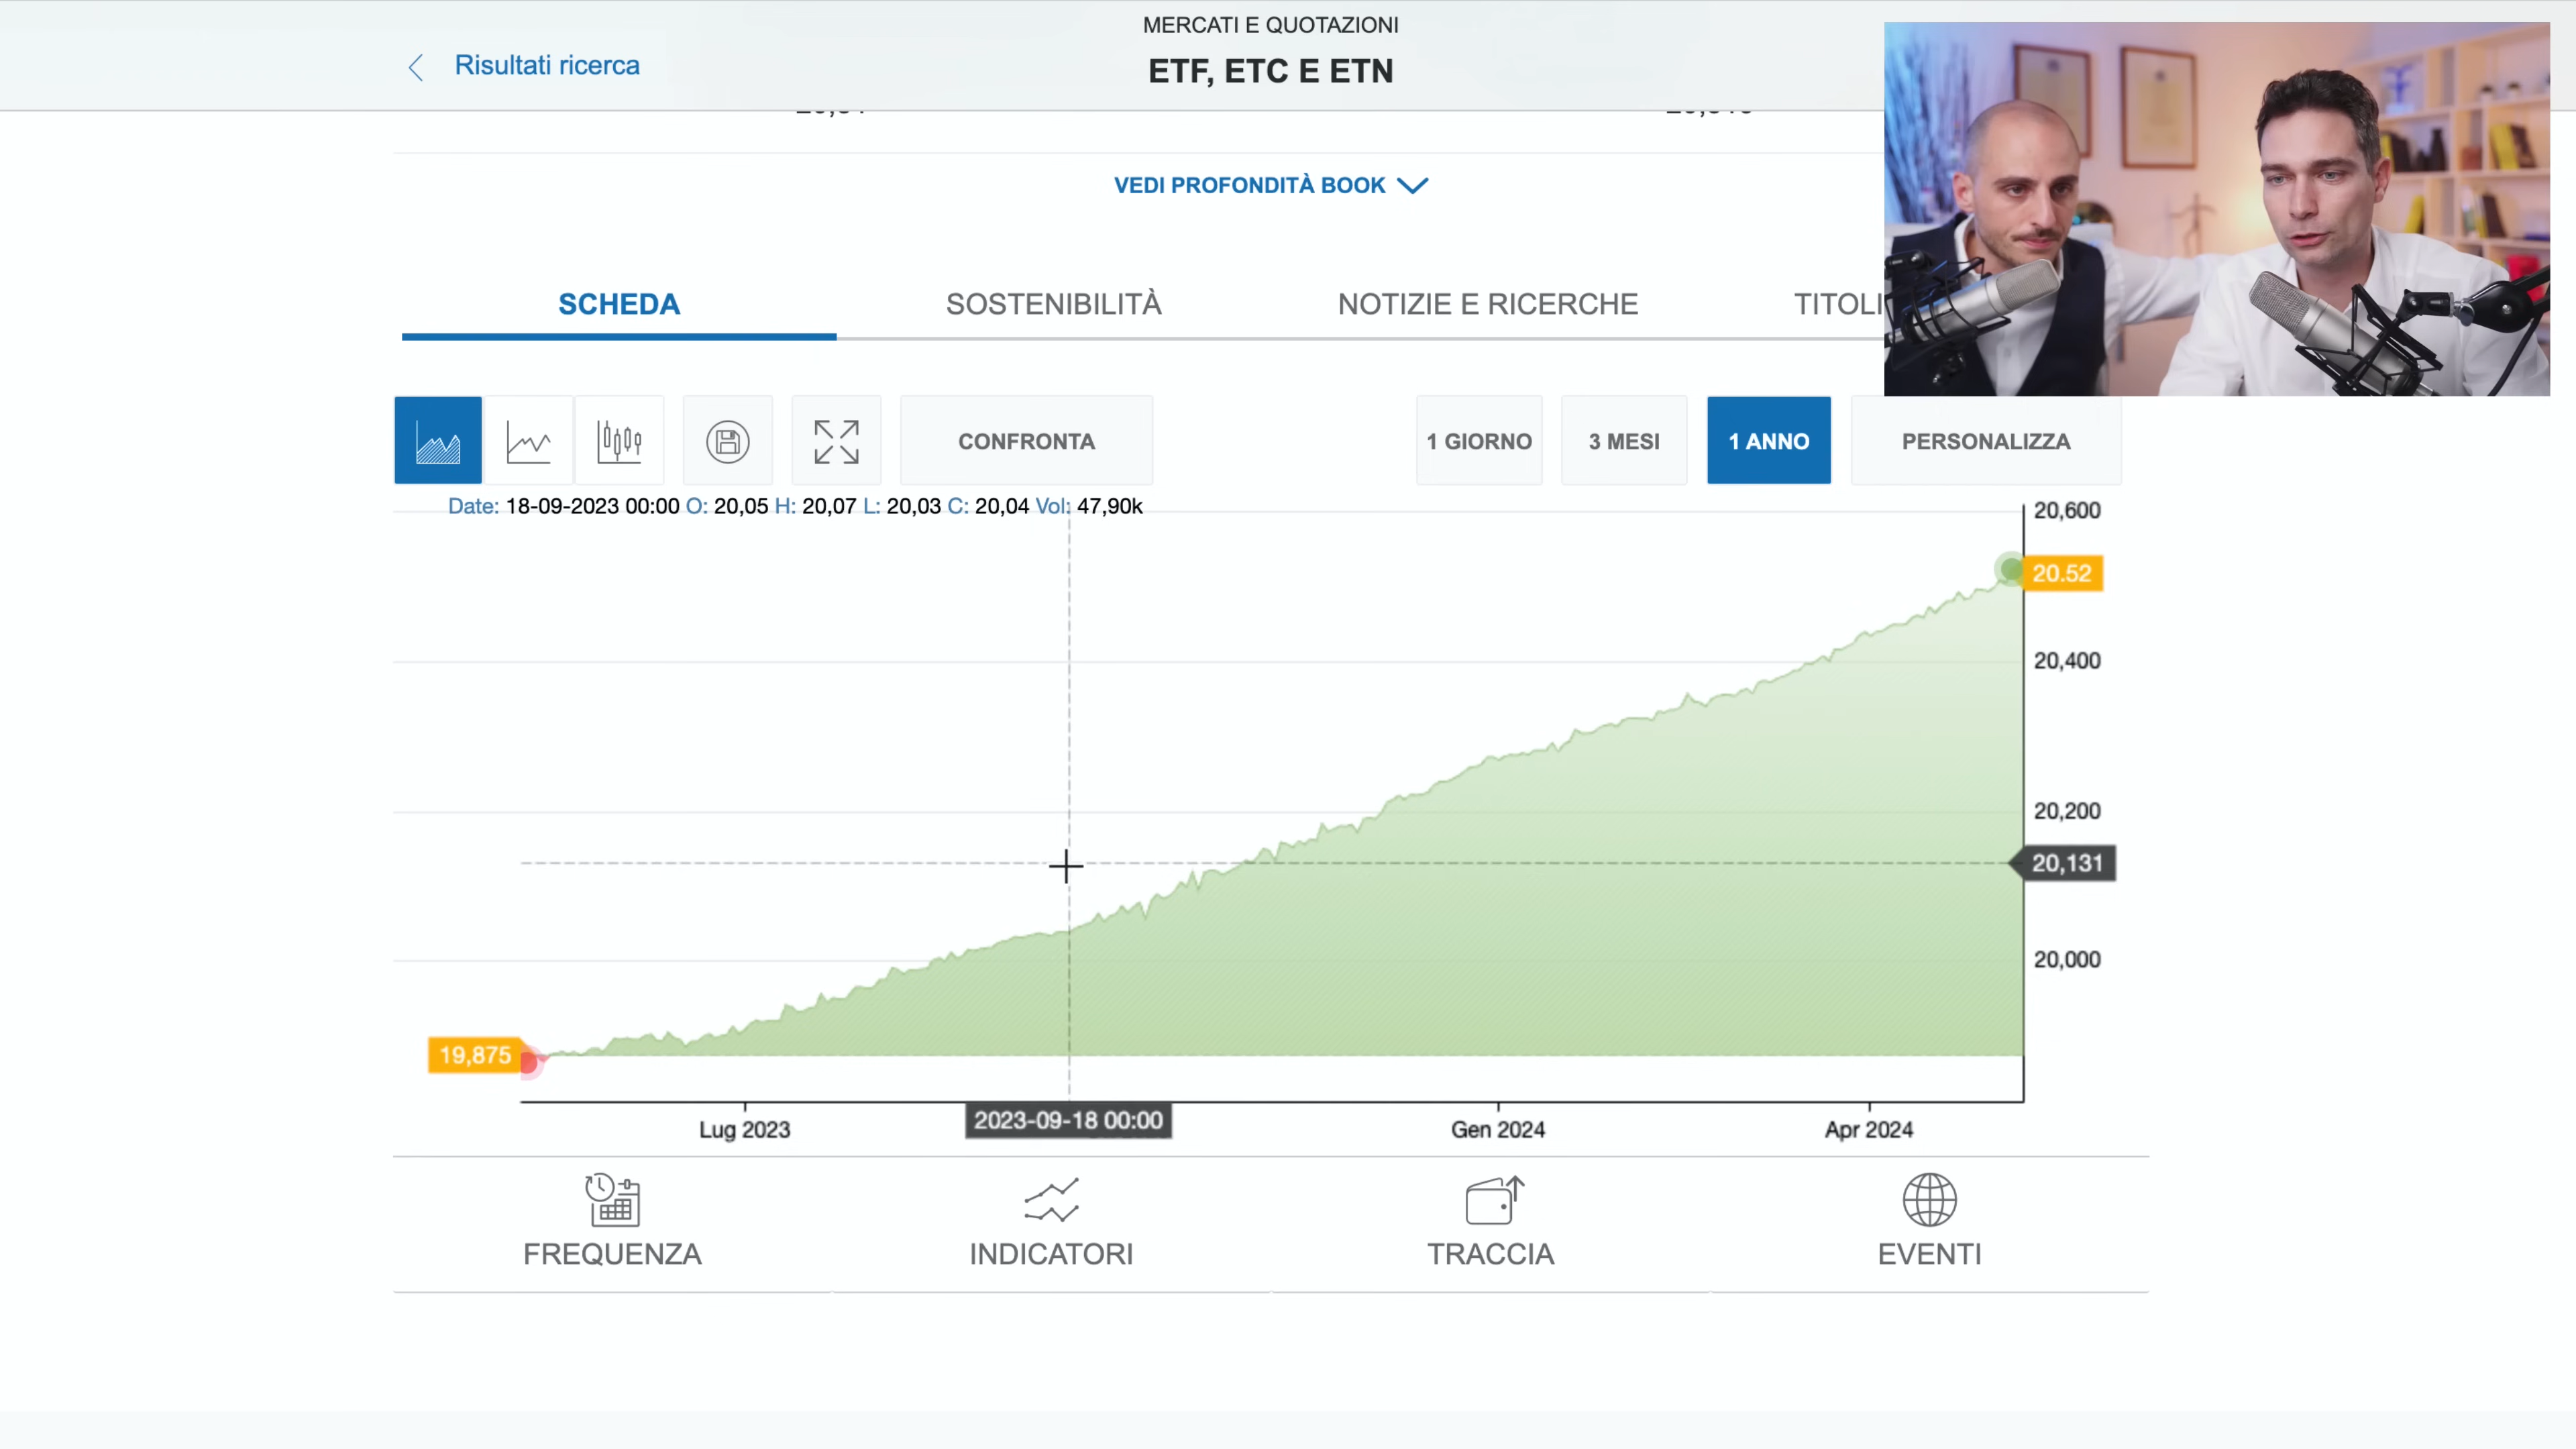 MERCATI E QUOTAZIONI
Risultati ricerca
ETF, ETC E ETN
VEDI PROFONDITÀ BOOK
SCHEDA
SOSTENIBILITÀ
NOTIZIE E RICERCHE
TITOLI
CONFRONTA
1 GIORNO
3 MESI
1 ANNO
PERSONALIZZA
Date: 18-09-2023 00:00 O: 20,05 H: 20,07 L: 20,03 C: 20,04 Vol: 47,90k
20,600
20.52
20,400
20,200
20,131
20,000
19,875
Lug 2023
2023-09-18 00:00
Gen 2024
Apr 2024
FREQUENZA
INDICATORI
TRACCIA
EVENTI